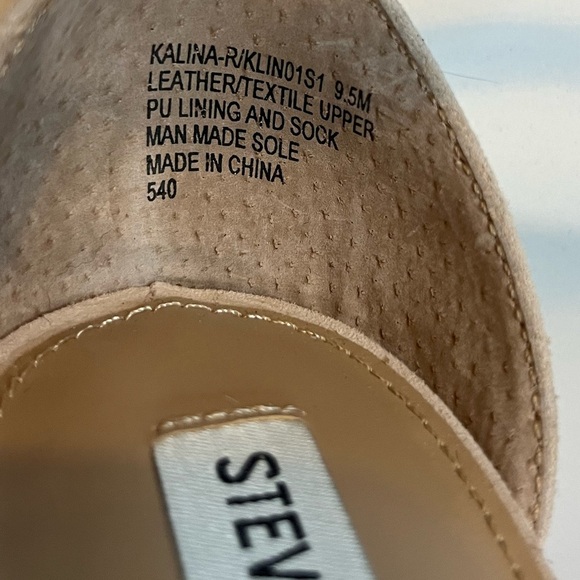 KALINA-R/KLIN01S1 9.5M
LEATHER/TEXTILE UPPER
PU LINING AND SOCK
MAN MADE SOLE
MADE IN CHINA
540
STEV